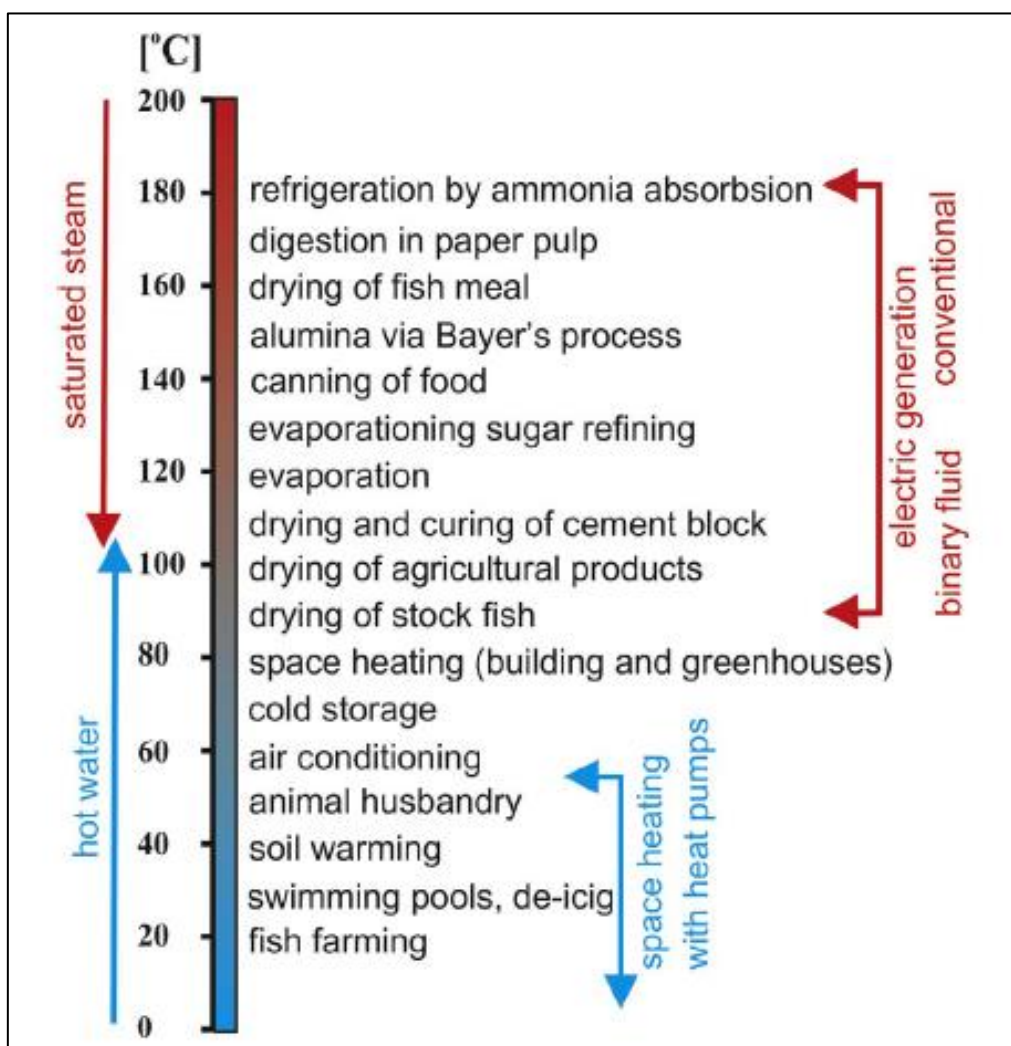 [°C]
200
180
160
140
120
100
80
60
40
20
0
saturated steam
hot water
refrigeration by ammonia absorbsion
digestion in paper pulp
drying of fish meal
alumina via Bayer's process
canning of food
evaporationing sugar refining
evaporation
drying and curing of cement block
drying of agricultural products
drying of stock fish
space heating (building and greenhouses)
cold storage
air conditioning
animal husbandry
soil warming
swimming pools, de-icig
fish farming
electric generation
binary fluid conventional
space heating
with heat pumps